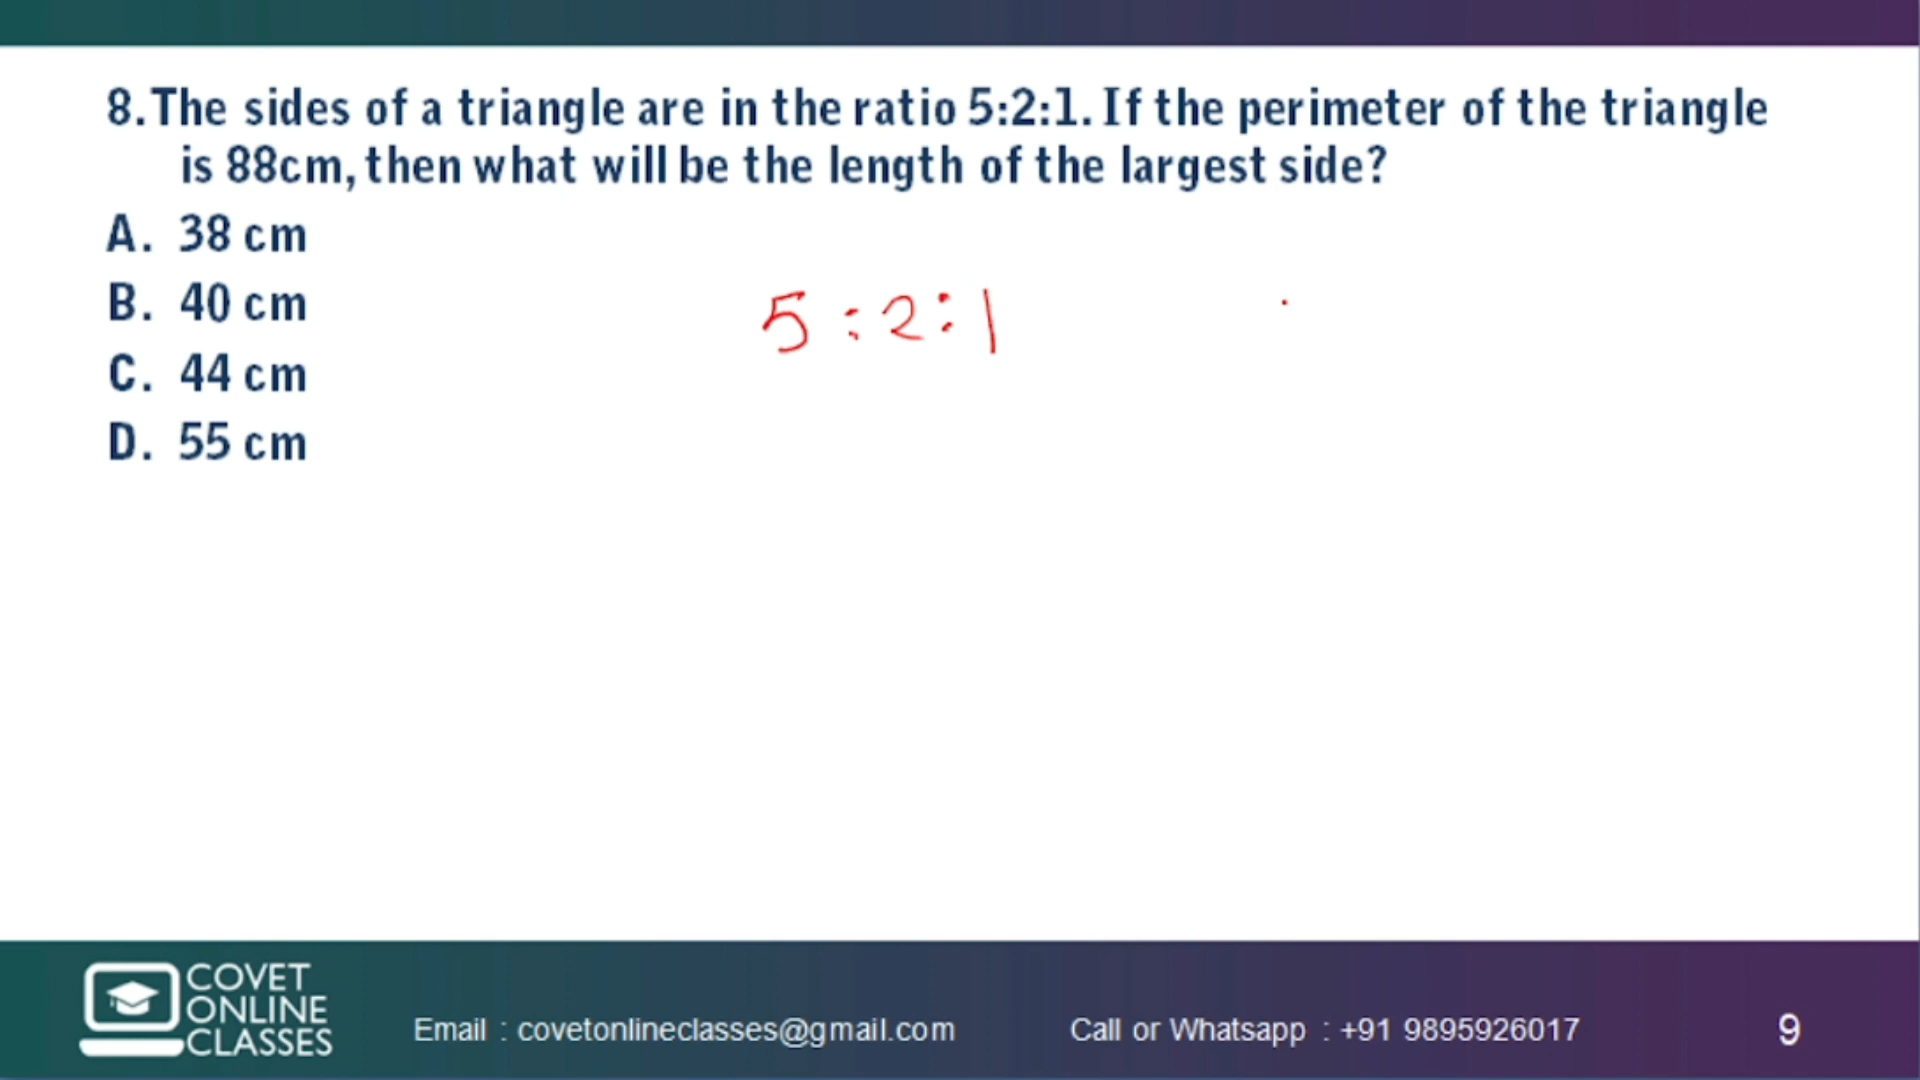 8. The sides of a triangle are in the ratio 5:2:1. If the perimeter of the triangle
is 88cm, then what will be the length of the largest side?
A. 38 cm
B. 40 cm
C. 44 cm
D. 55 cm
5 : 2 : 1
COVET
ONLINE
CLASSES
Email : covetonlineclasses@gmail.com
Call or Whatsapp : +91 9895926017
9